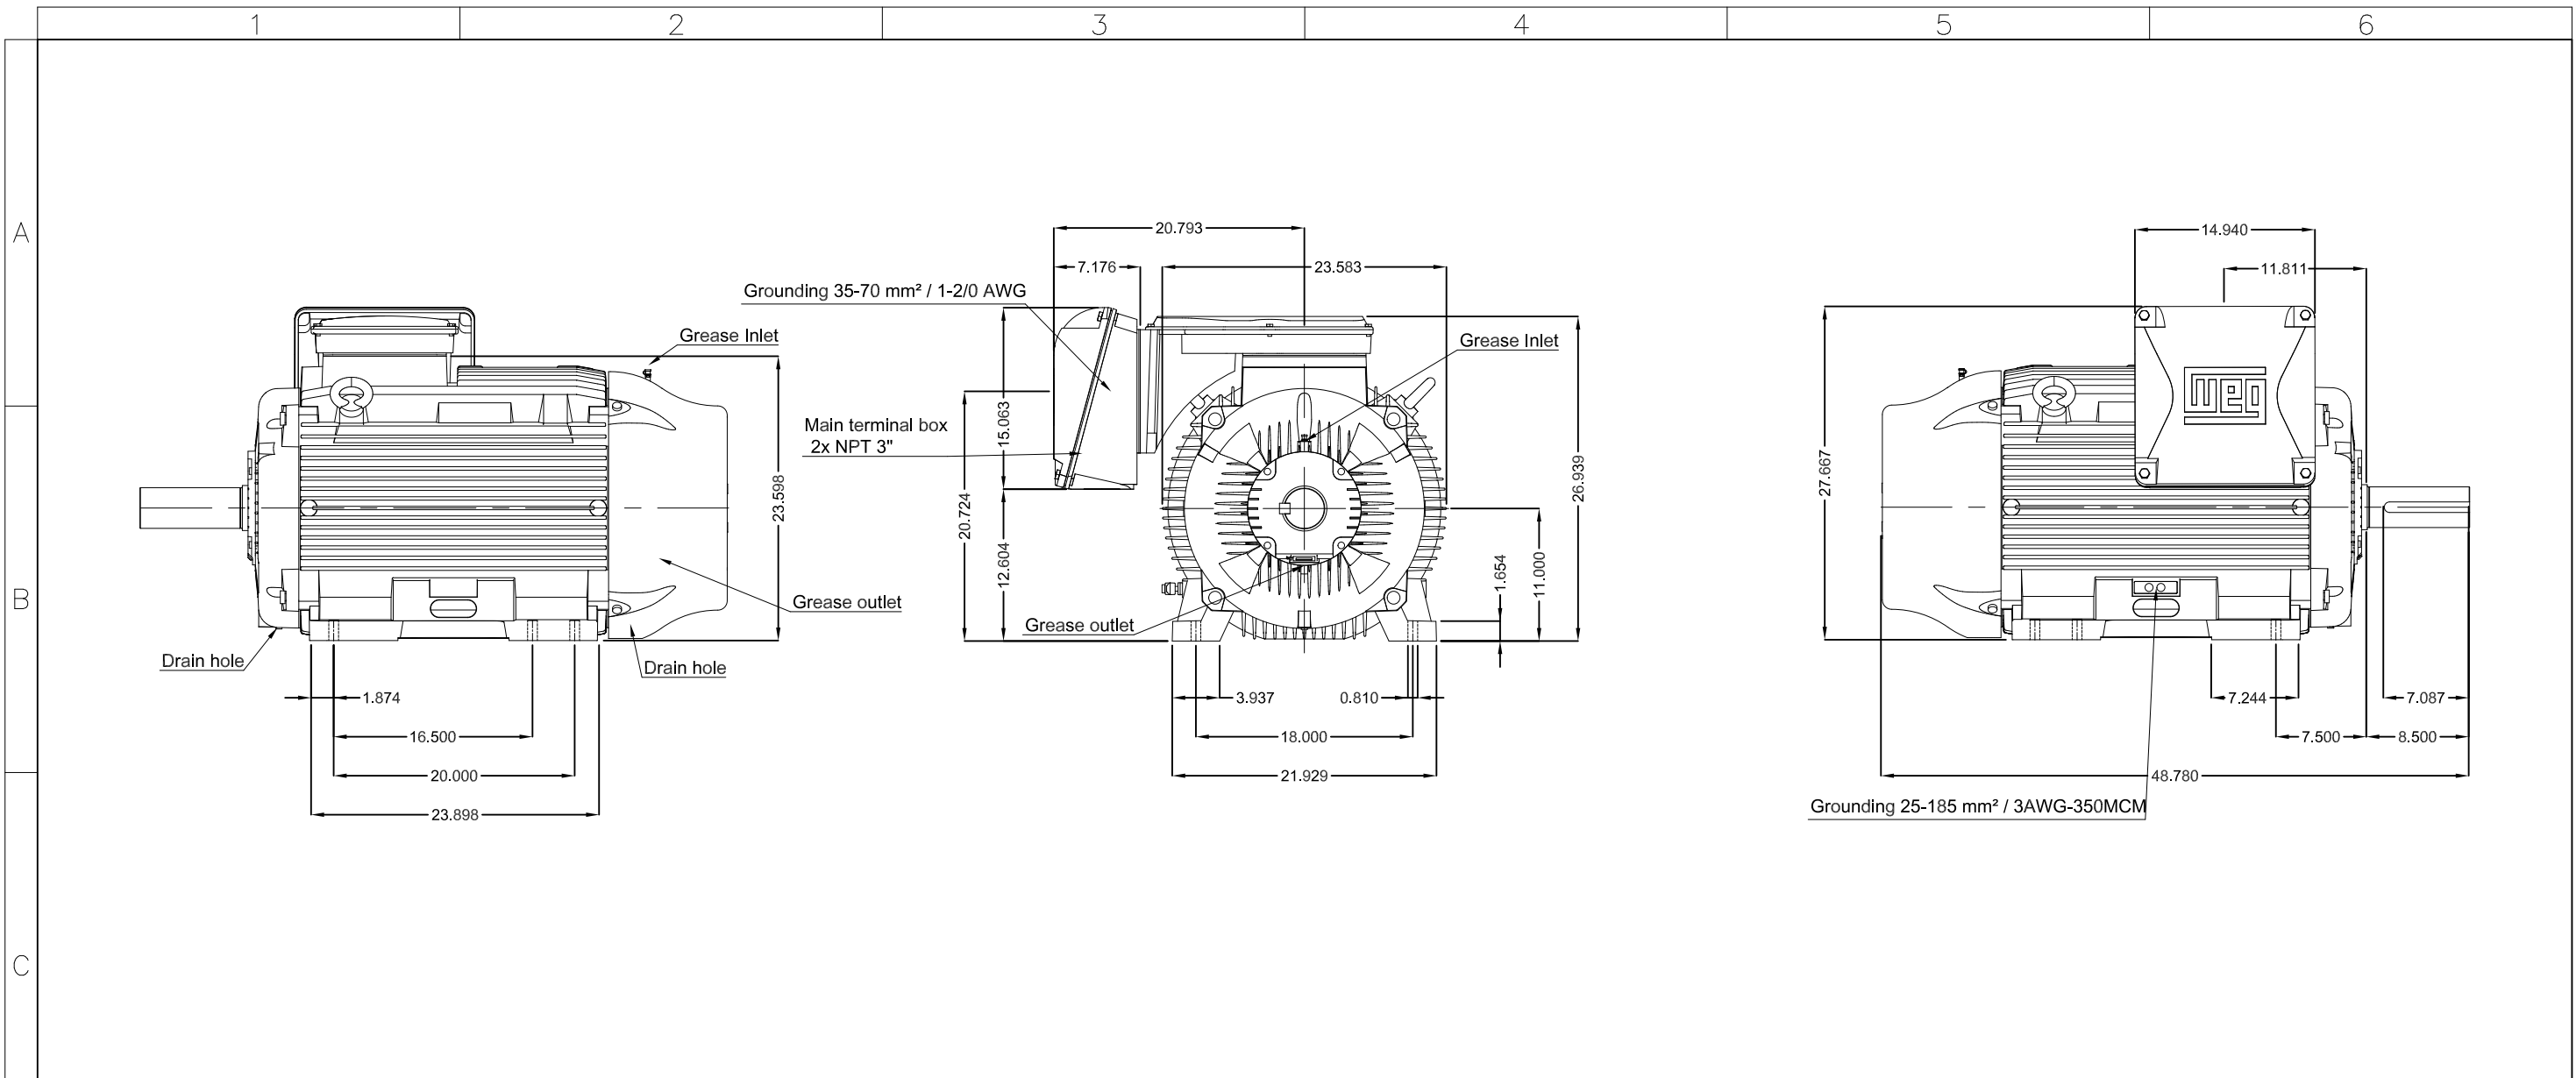 1
2
3
4
5
6
A
B
C
Grease Inlet
23.598
Grease outlet
Drain hole
Drain hole
1.874
16.500
20.000
23.898
20.793
7.176
23.583
Grounding 35-70 mm² / 1-2/0 AWG
Grease Inlet
15.063
Main terminal box
2x NPT 3"
20.724
12.604
26.939
1.654
11.000
Grease outlet
3.937
0.810
18.000
21.929
14.940
11.811
WEG
27.667
7.244
7.087
7.500
8.500
48.780
Grounding 25-185 mm² / 3AWG-350MCM